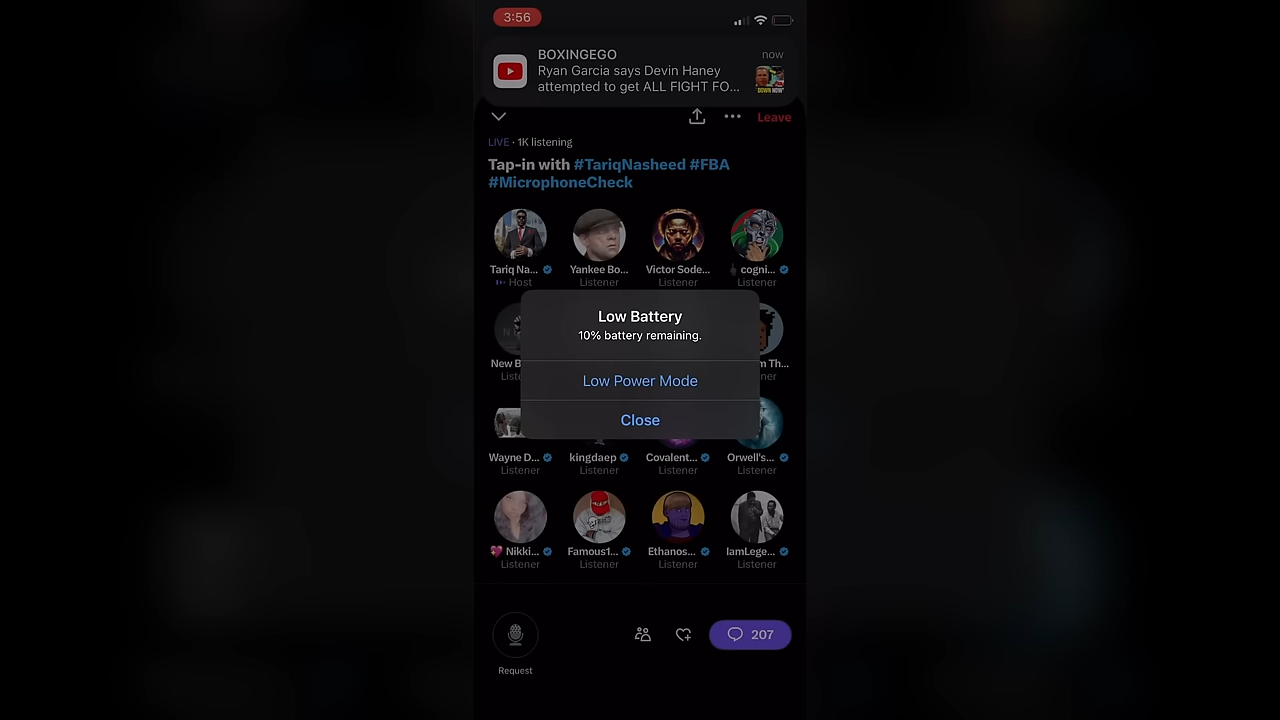 3:56
BOXINGEGO
now
Ryan Garcia says Devin Haney
attempted to get ALL FIGHT FO...
DOWN NOW"
Leave
LIVE · 1K listening
Tap-in with #TariqNasheed #FBA
#MicrophoneCheck
Tariq Na... Yankee Bo... Victor Sode... cogni...
Host Listener Listener Listener
Low Battery
10% battery remaining.
New B
m Th...
Low Power Mode
Close
Wayne D... kingdaep Covalent... Orwell's...
Listener Listener Listener Listener
Nikki... Famous1... Ethanos... IamLege...
Listener Listener Listener Listener
207
Request